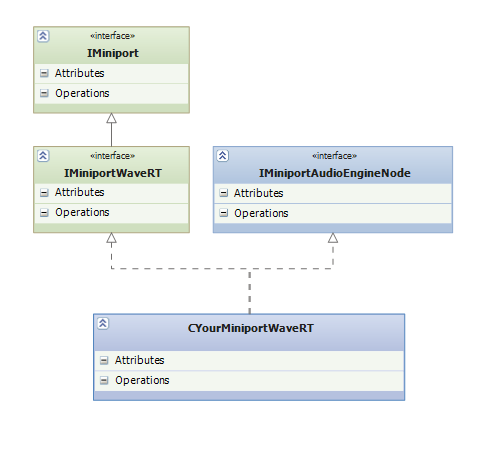 «interface»
IMiniport
Attributes
Operations
«interface»
IMiniportWaveRT
Attributes
Operations
«interface»
IMiniportAudioEngineNode
Attributes
Operations
CYourMiniportWaveRT
Attributes
Operations